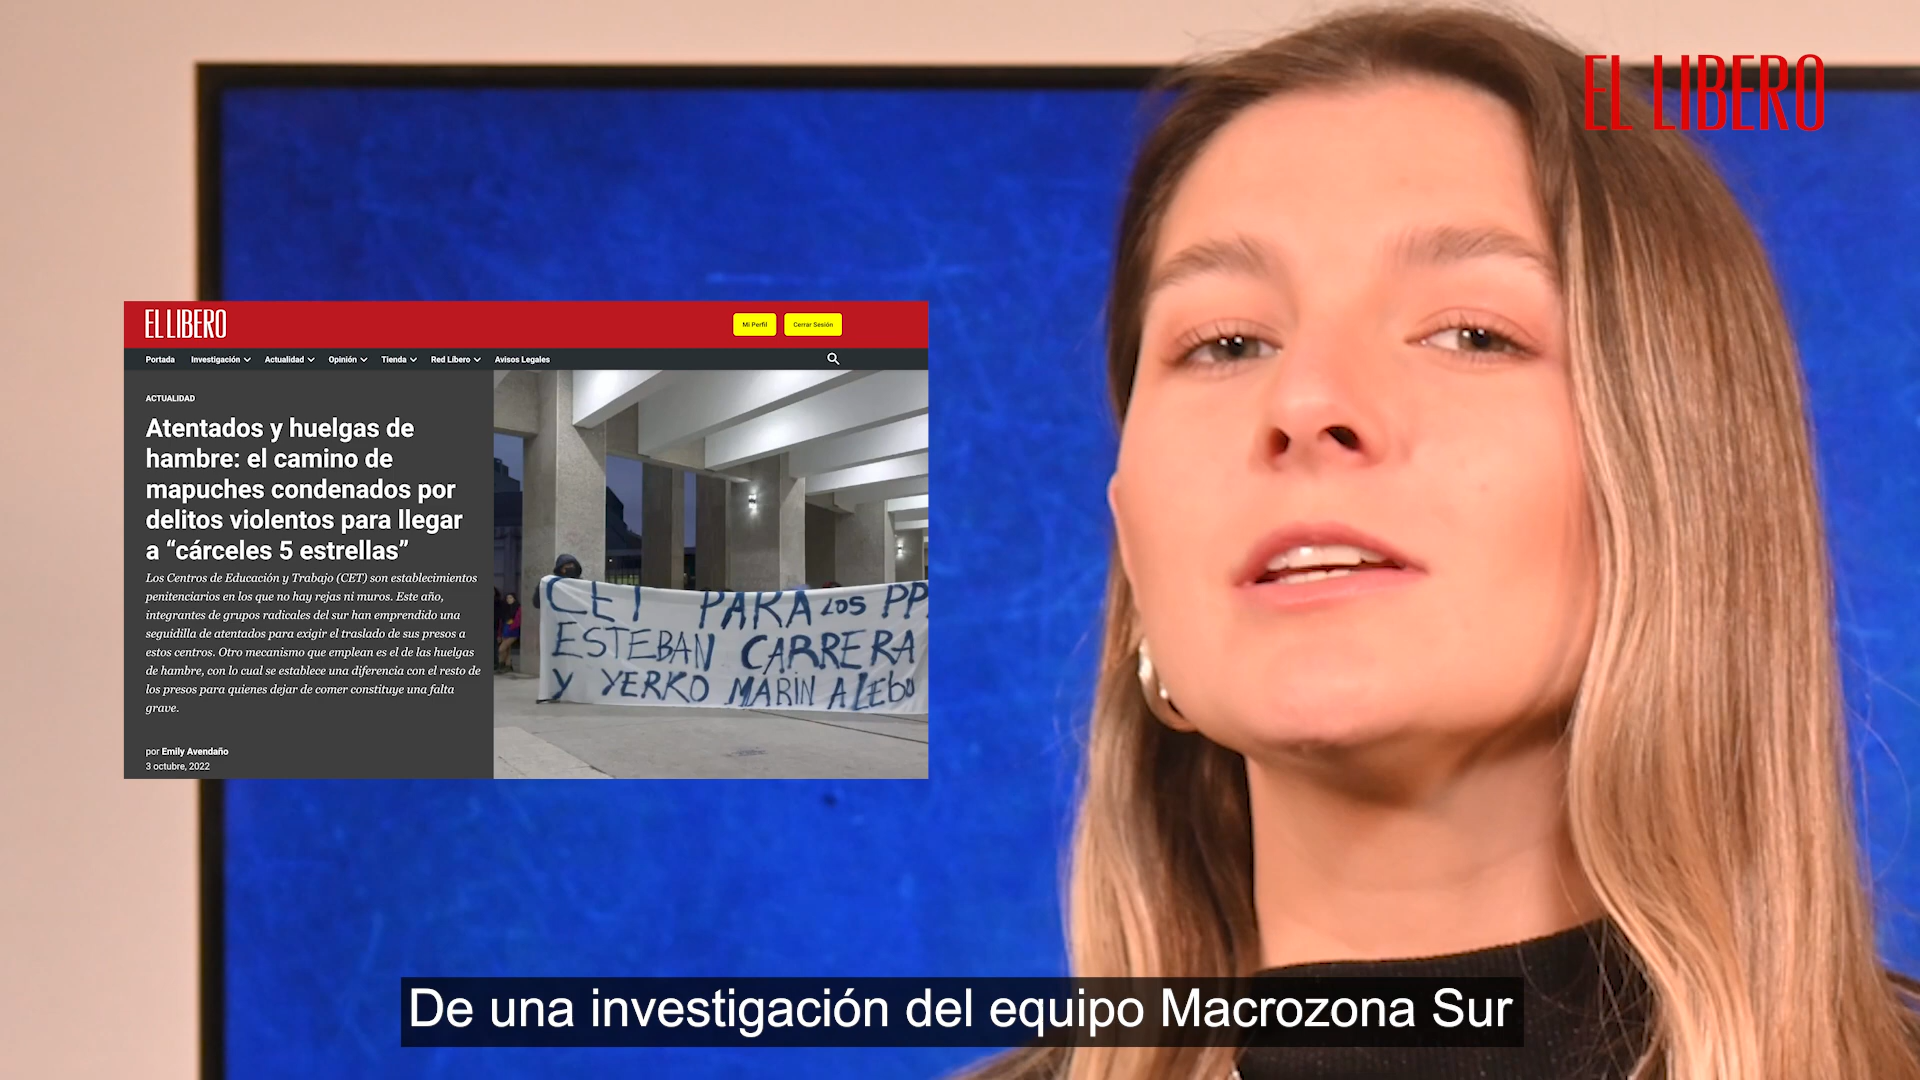 EL LIBERO
EL LIBERO
Mi Perfil
Cerrar Sesión
Portada Investigación Actualidad Opinión Tienda Red Líbero Avisos Legales
ACTUALIDAD
Atentados y huelgas de
hambre: el camino de
mapuches condenados por
delitos violentos para llegar
a “cárceles 5 estrellas”
Los Centros de Educación y Trabajo (CET) son establecimientos
penitenciarios en los que no hay rejas ni muros. Este año,
integrantes de grupos radicales del sur han emprendido una
seguidilla de atentados para exigir el traslado de sus presos a
estos centros. Otro mecanismo que emplean es el de las huelgas
de hambre, con lo cual se establece una diferencia con el resto de
los presos para quienes dejar de comer constituye una falta
grave.
por Emily Avendaño
3 octubre, 2022
CET PARA LOS PP
ESTEBAN CARRERA
Y YERKO MARIN A LEBU
De una investigación del equipo Macrozona Sur